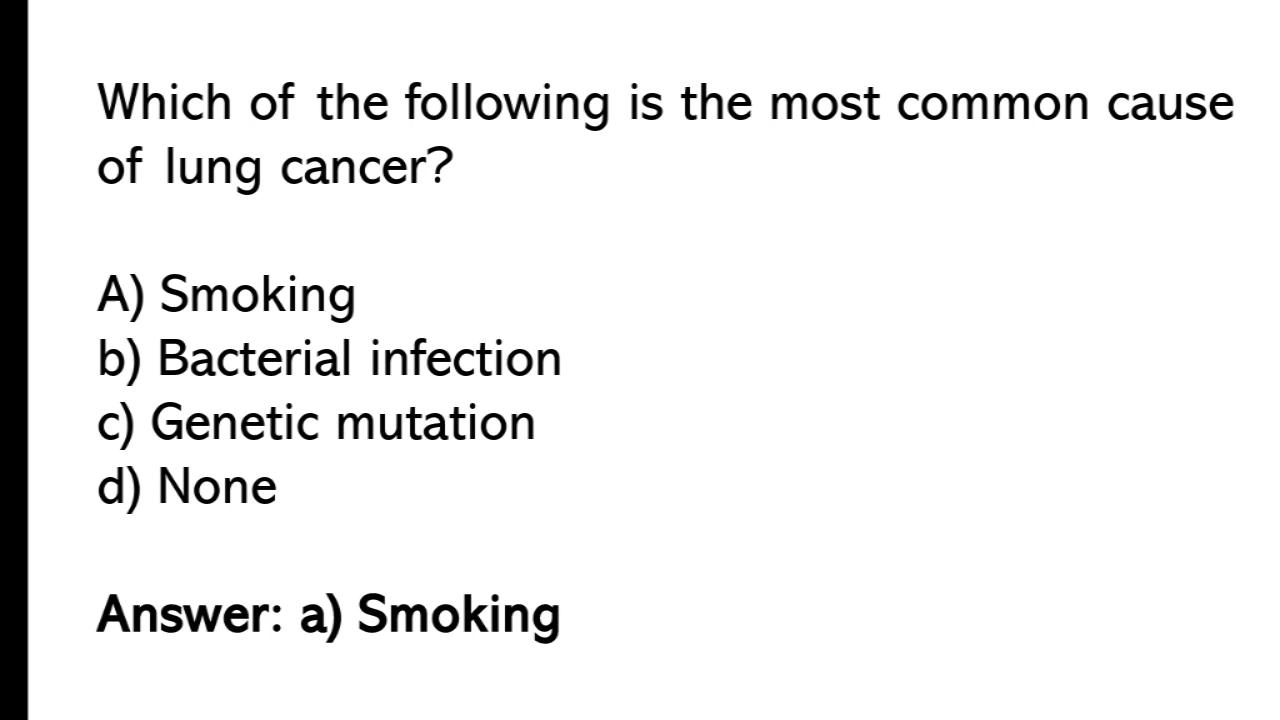 Which of the following is the most common cause
of lung cancer?
A) Smoking
b) Bacterial infection
c) Genetic mutation
d) None
Answer: a) Smoking